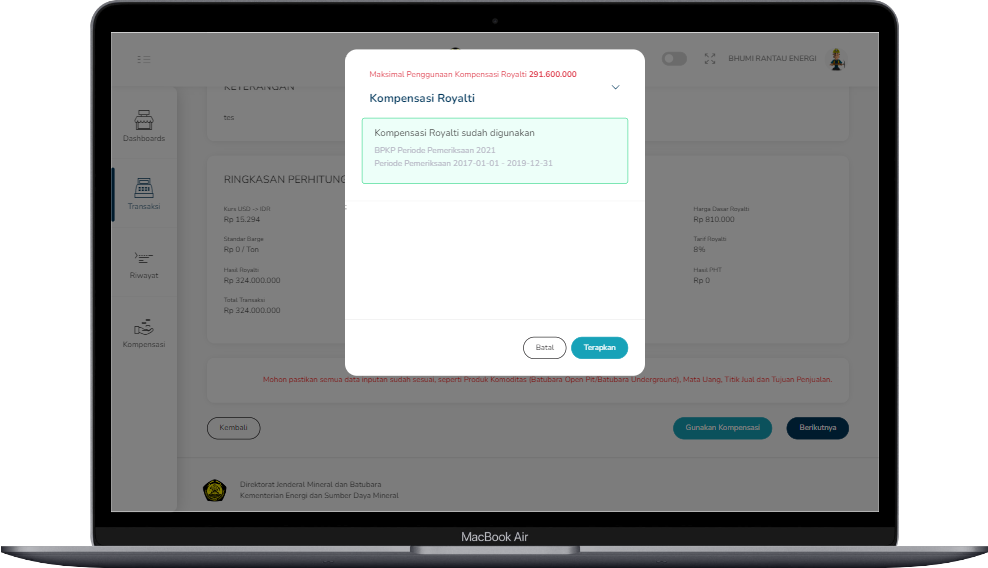 BHUMI RANTAU ENERGI
Maksimal Penggunaan Kompensasi Royalti 291.600.000
Kompensasi Royalti
Kompensasi Royalti sudah digunakan
BPKP Periode Pemeriksaan 2021
Periode Pemeriksaan 2017-01-01 - 2019-12-31
Batal
Terapkan
Dashboards
Transaksi
Riwayat
Kompensasi
KETERANGAN
tes
RINGKASAN PERHITUNG
Kurs USD -> IDR
Rp 15.294
Harga Dasar Royalti
Rp 810.000
Standar Barge
Rp 0 / Ton
Tarif Royalti
8%
Hasil Royalti
Rp 324.000.000
Hasil PHT
Rp 0
Total Transaksi
Rp 324.000.000
Mohon pastikan semua data inputan sudah sesuai, seperti Produk Komoditas (Batubara Open Pit/Batubara Underground), Mata Uang, Titik Jual dan Tujuan Penjualan.
Kembali
Gunakan Kompensasi
Berikutnya
Direktorat Jenderal Mineral dan Batubara
Kementerian Energi dan Sumber Daya Mineral
MacBook Air